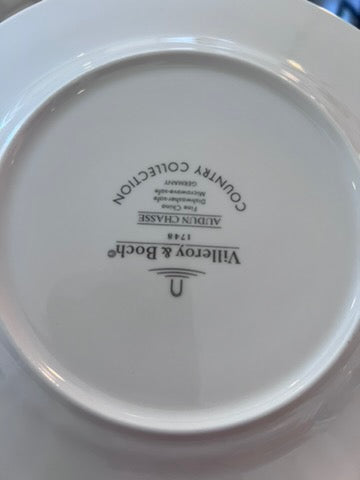 Villeroy & Boch®
1748
AUDUN CHASSE
Fine China
Dishwasher-safe
Microwave-safe
GERMANY
COUNTRY COLLECTION